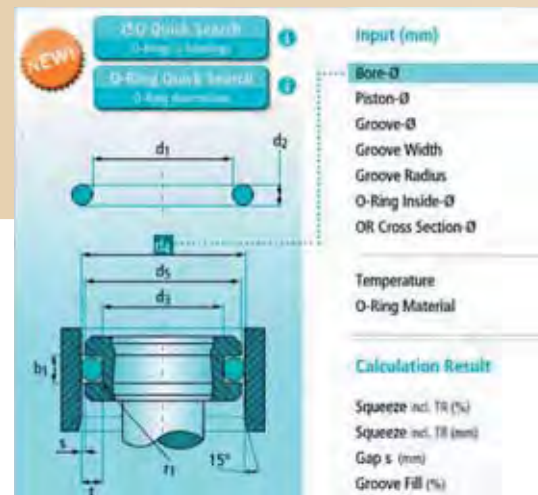 NEW!
ISO Quick Search
O-Ring Quick Search
Input (mm)
Bore-Ø
Piston-Ø
Groove-Ø
Groove Width
Groove Radius
O-Ring Inside-Ø
OR Cross Section-Ø
Temperature
O-Ring Material
Calculation Result
Squeeze incl. TR (%)
Squeeze incl. TR (mm)
Gap s (mm)
Groove Fill (%)
d1
d2
d4
d5
d3
b1
s
t
r1
15°